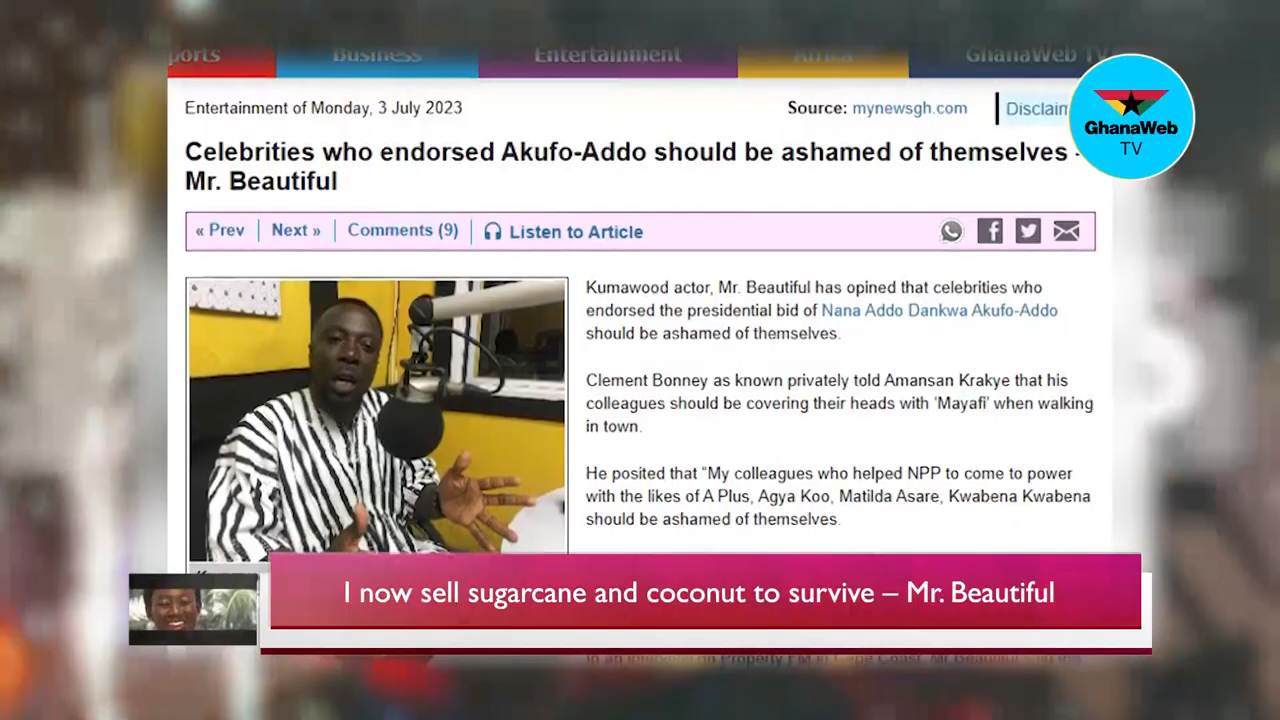 ports Business Entertainment Africa GhanaWeb TV
Entertainment of Monday, 3 July 2023 Source: mynewsgh.com Disclaim
GhanaWeb
TV
Celebrities who endorsed Akufo-Addo should be ashamed of themselves -
Mr. Beautiful
« Prev Next » Comments (9) Listen to Article
Kumawood actor, Mr. Beautiful has opined that celebrities who
endorsed the presidential bid of Nana Addo Dankwa Akufo-Addo
should be ashamed of themselves.
Clement Bonney as known privately told Amansan Krakye that his
colleagues should be covering their heads with ‘Mayafi’ when walking
in town.
He posited that “My colleagues who helped NPP to come to power
with the likes of A Plus, Agya Koo, Matilda Asare, Kwabena Kwabena
should be ashamed of themselves.
I now sell sugarcane and coconut to survive – Mr. Beautiful